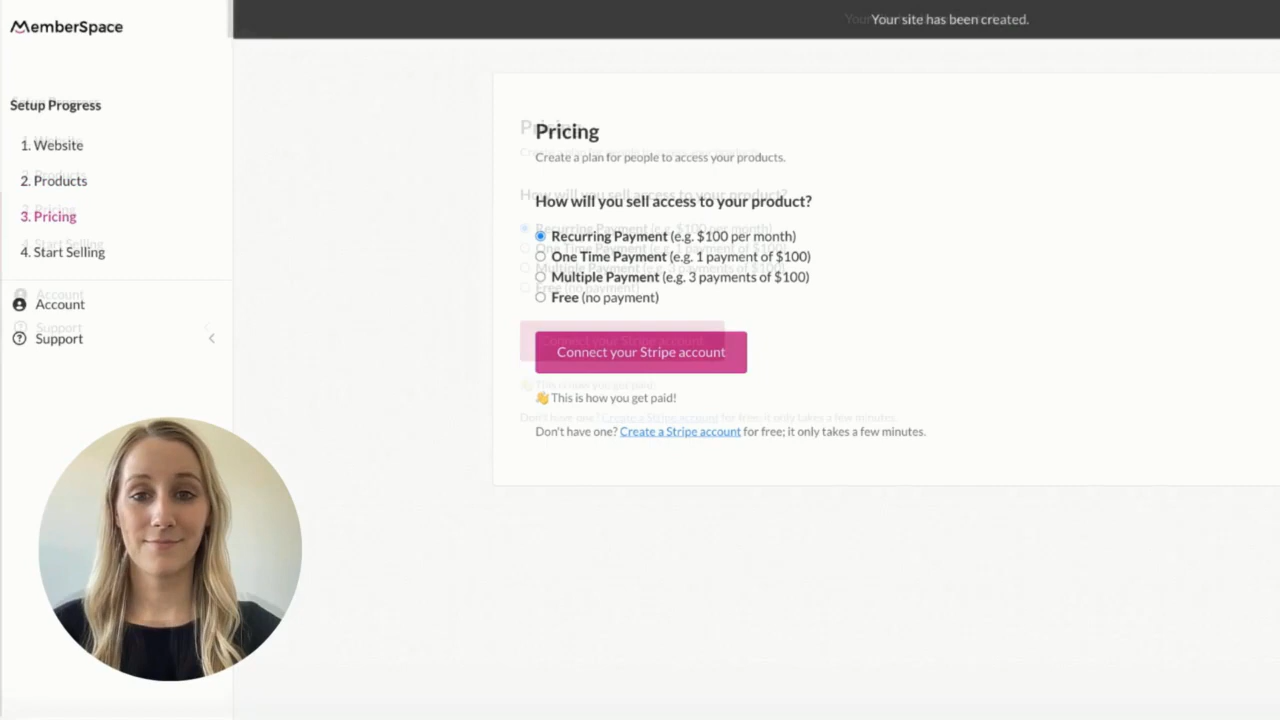 MemberSpace
Your site has been created.
Setup Progress
1. Website
2. Products
3. Pricing
4. Start Selling
Account
Support
Pricing
Create a plan for people to access your products.
How will you sell access to your product?
Recurring Payment (e.g. $100 per month)
One Time Payment (e.g. 1 payment of $100)
Multiple Payment (e.g. 3 payments of $100)
Free (no payment)
Connect your Stripe account
👋 This is how you get paid!
Don't have one? Create a Stripe account for free; it only takes a few minutes.